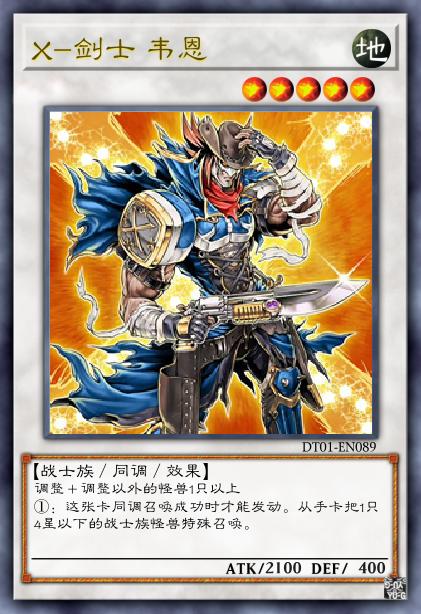 X-剑士 韦恩
地
DT01-EN089
【战士族／同调／效果】
调整＋调整以外的怪兽1只以上
①：这张卡同调召唤成功时才能发动。从手卡把1只
4星以下的战士族怪兽特殊召唤。
ATK/2100 DEF/ 400